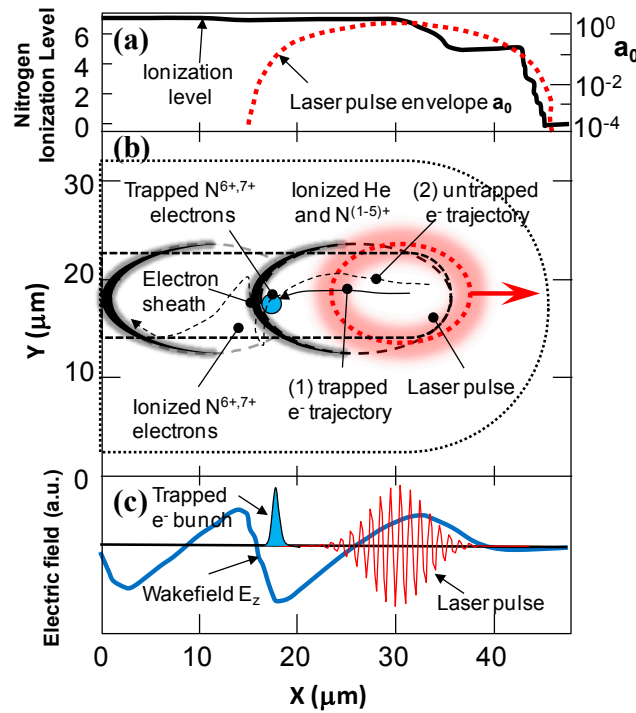 (a)
Nitrogen
Ionization Level
6
4
2
0
Ionization
level
Laser pulse envelope a₀
10⁰
10⁻²
10⁻⁴
a₀
(b)
Trapped N⁶⁺,⁷⁺
electrons
Ionized He
and N⁽¹⁻⁵⁾⁺
(2) untrapped
e⁻ trajectory
Electron
sheath
Ionized N⁶⁺,⁷⁺
electrons
(1) trapped
e⁻ trajectory
Laser pulse
Y (μm)
30
20
10
0
(c)
Trapped
e⁻ bunch
Wakefield E_z
Laser pulse
Electric field (a.u.)
0
10
20
30
40
X (μm)